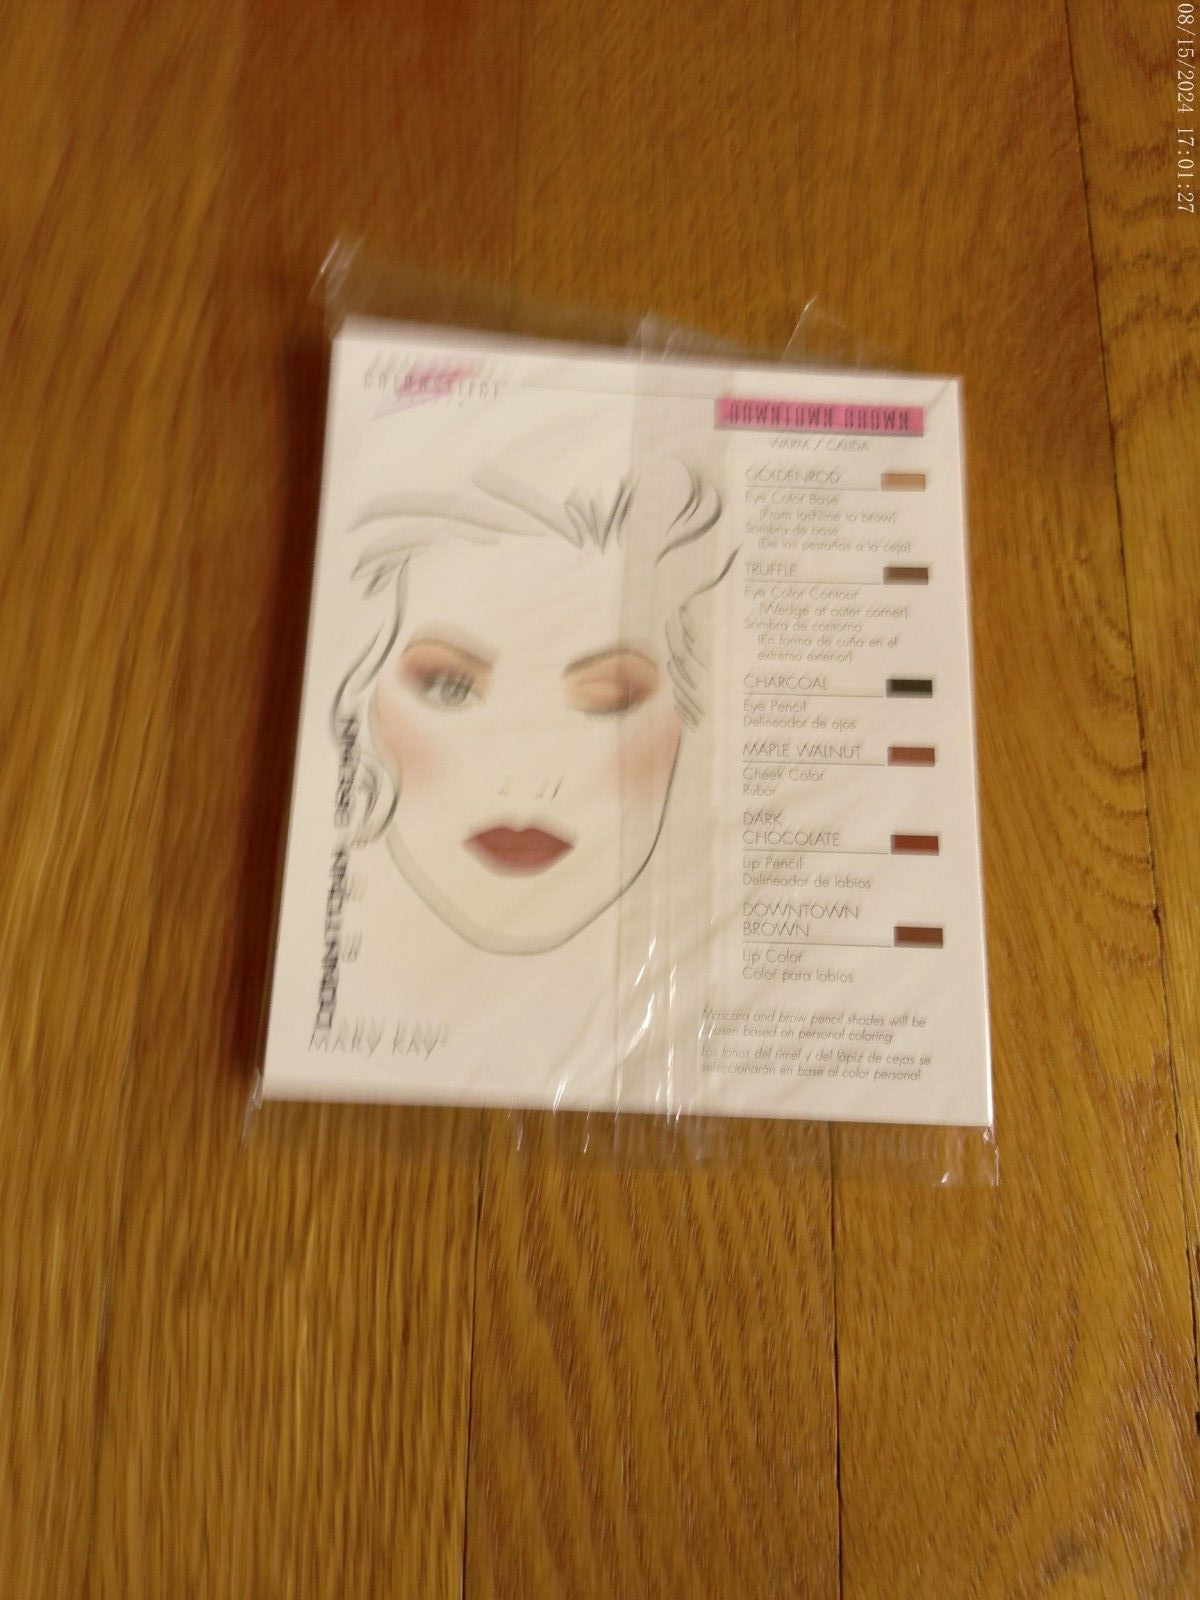 08/15/2024 17:01:27
DOWNTOWN BROWN
WARM / CALIDA
GOLDENROD
Eye Color Base
(From lashline to brow)
Sombra de base
(De las pestañas a la ceja)
TRUFFLE
Eye Color Contour
(Wedge at outer corner)
Sombra de contorno
(En forma de cuña en el
extremo exterior)
CHARCOAL
Eye Pencil
Delineador de ojos
MAPLE WALNUT
Cheek Color
Rubor
DARK
CHOCOLATE
Lip Pencil
Delineador de labios
DOWNTOWN
BROWN
Lip Color
Color para labios
Mascara and brow pencil shades will be
chosen based on personal coloring
Los tonos del rimel y del lápiz de cejas se
seleccionarán en base al color personal
MARY KAY